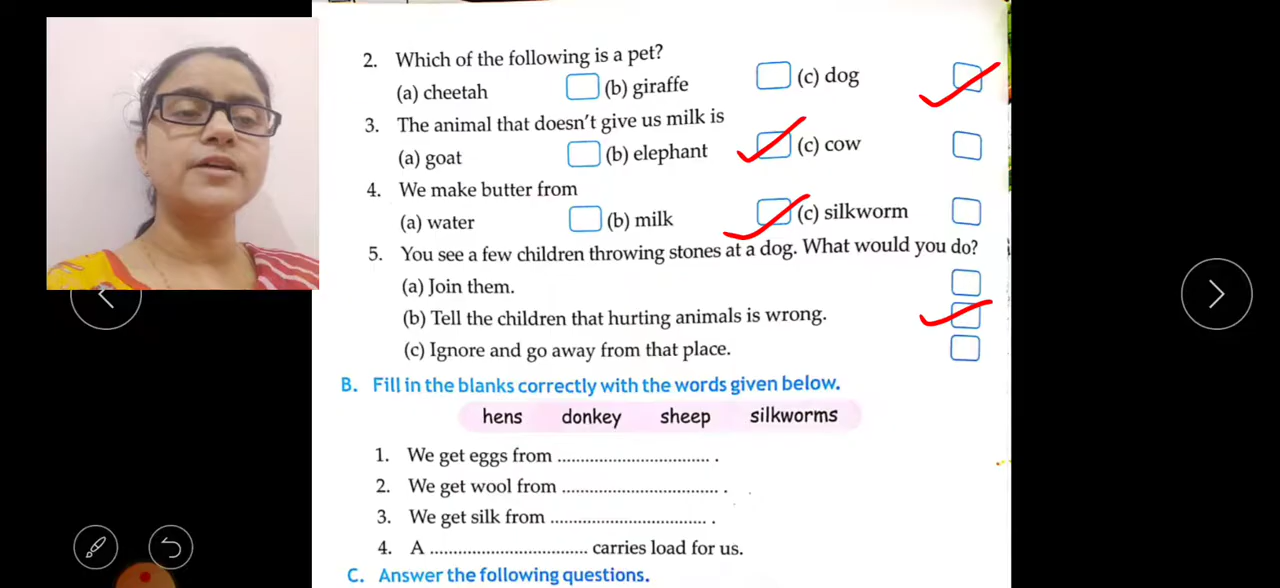 2. Which of the following is a pet?
(a) cheetah (b) giraffe (c) dog
3. The animal that doesn't give us milk is
(a) goat (b) elephant (c) cow
4. We make butter from
(a) water (b) milk (c) silkworm
5. You see a few children throwing stones at a dog. What would you do?
(a) Join them.
(b) Tell the children that hurting animals is wrong.
(c) Ignore and go away from that place.
B. Fill in the blanks correctly with the words given below.
hens donkey sheep silkworms
1. We get eggs from ................................ .
2. We get wool from ................................ .
3. We get silk from ................................ .
4. A ................................ carries load for us.
C. Answer the following questions.